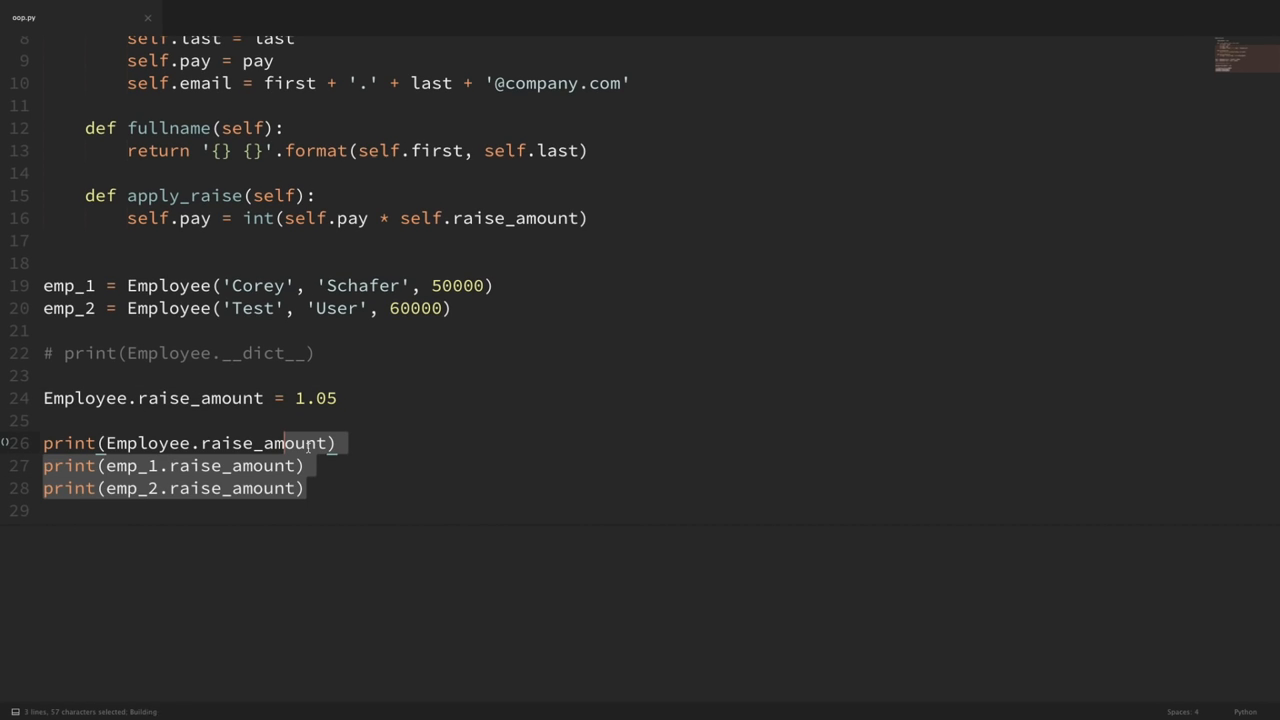 oop.py ×
8         self.last = last
9         self.pay = pay
10         self.email = first + '.' + last + '@company.com'
11
12     def fullname(self):
13         return '{} {}'.format(self.first, self.last)
14
15     def apply_raise(self):
16         self.pay = int(self.pay * self.raise_amount)
17
18
19 emp_1 = Employee('Corey', 'Schafer', 50000)
20 emp_2 = Employee('Test', 'User', 60000)
21
22 # print(Employee.__dict__)
23
24 Employee.raise_amount = 1.05
25
()26 print(Employee.raise_amount)
27 print(emp_1.raise_amount)
28 print(emp_2.raise_amount)
29
3 lines, 57 characters selected; Building Spaces: 4 Python